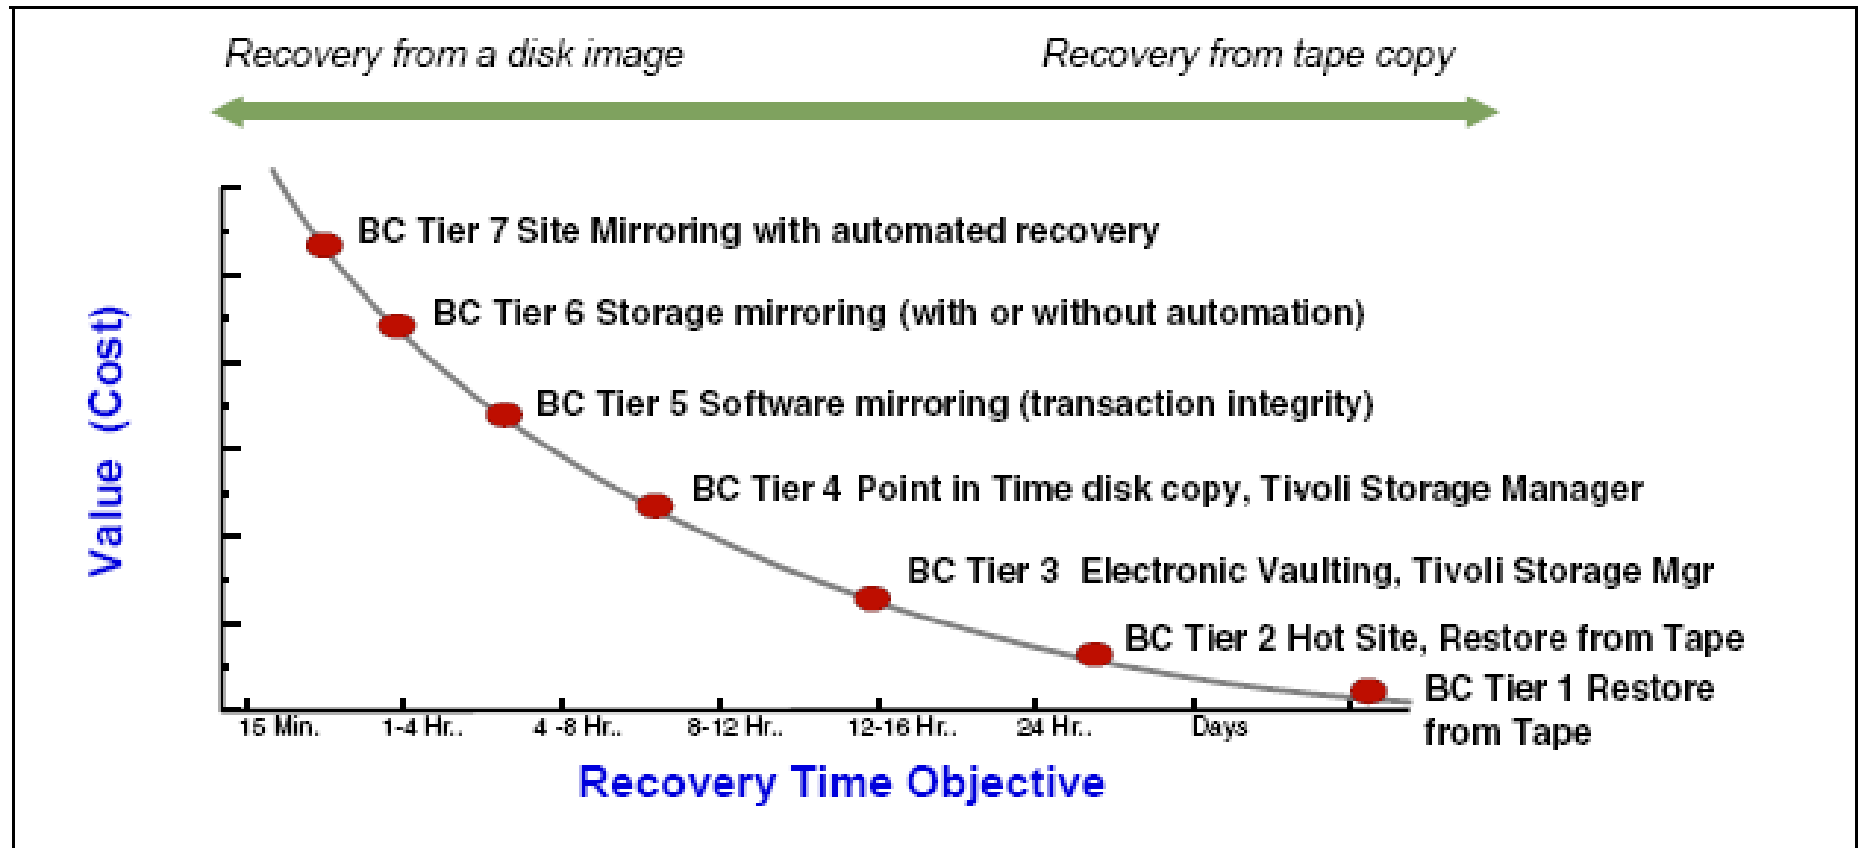 Recovery from a disk image
Recovery from tape copy
BC Tier 7 Site Mirroring with automated recovery
BC Tier 6 Storage mirroring (with or without automation)
BC Tier 5 Software mirroring (transaction integrity)
BC Tier 4 Point in Time disk copy, Tivoli Storage Manager
BC Tier 3 Electronic Vaulting, Tivoli Storage Mgr
BC Tier 2 Hot Site, Restore from Tape
BC Tier 1 Restore
from Tape
Value (Cost)
15 Min. 1-4 Hr.. 4 -8 Hr.. 8-12 Hr.. 12-16 Hr.. 24 Hr.. Days
Recovery Time Objective